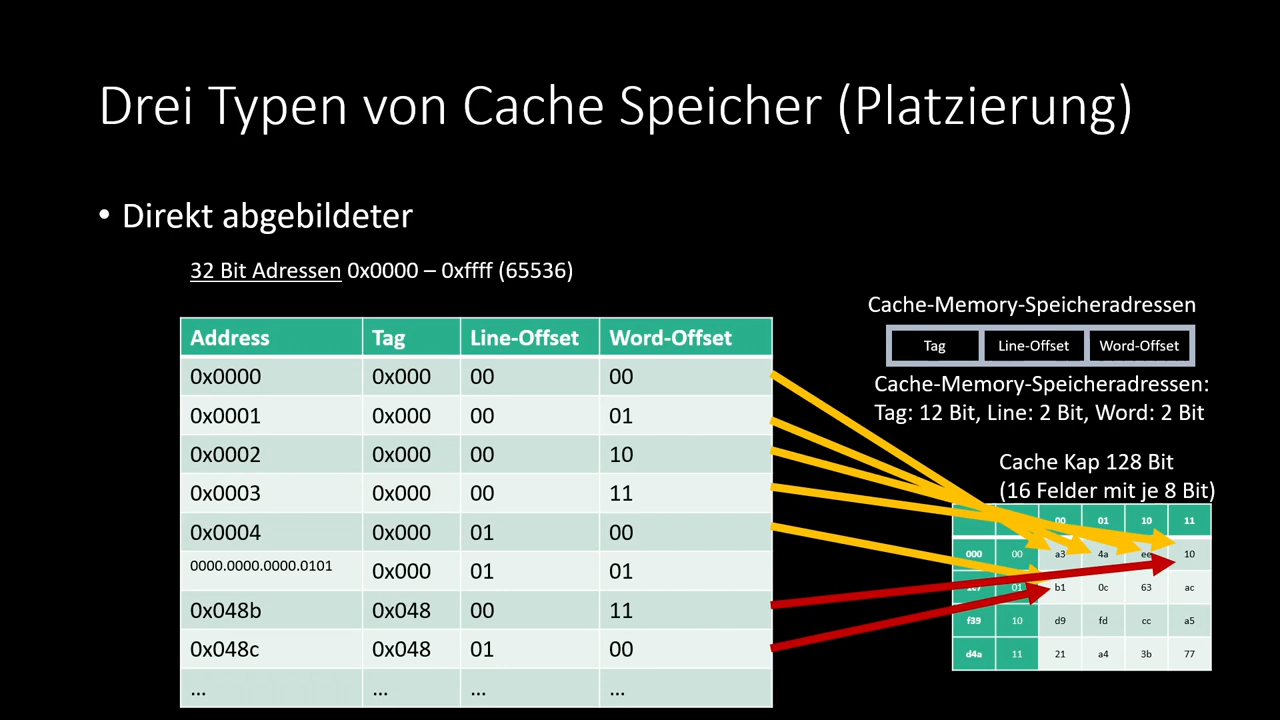 Drei Typen von Cache Speicher (Platzierung)
• Direkt abgebildeter
32 Bit Adressen 0x0000 – 0xffff (65536)
Address Tag Line-Offset Word-Offset
0x0000 0x000 00 00
0x0001 0x000 00 01
0x0002 0x000 00 10
0x0003 0x000 00 11
0x0004 0x000 01 00
0000.0000.0000.0101 0x000 01 01
0x048b 0x048 00 11
0x048c 0x048 01 00
... ... ... ...
Cache-Memory-Speicheradressen
Tag Line-Offset Word-Offset
Cache-Memory-Speicheradressen:
Tag: 12 Bit, Line: 2 Bit, Word: 2 Bit
Cache Kap 128 Bit
(16 Felder mit je 8 Bit)
00 01 10 11
000 00 a3 4a 10
01 b1 0c 63 ac
f39 10 d9 fd cc a5
d4a 11 21 a4 3b 77